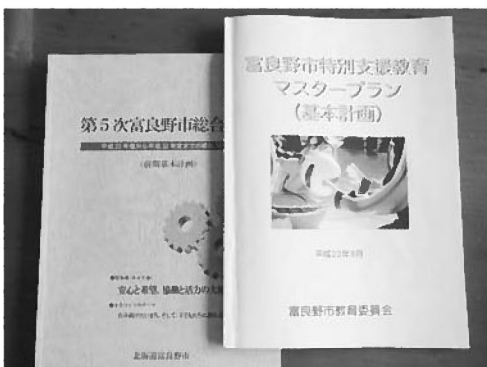 第5次富良野市総合
(前期基本計画)
安心と希望、協働と活力の大
北海道富良野市
富良野市特別支援教育
マスタープラン
(基本計画)
平成23年3月
富良野市教育委員会